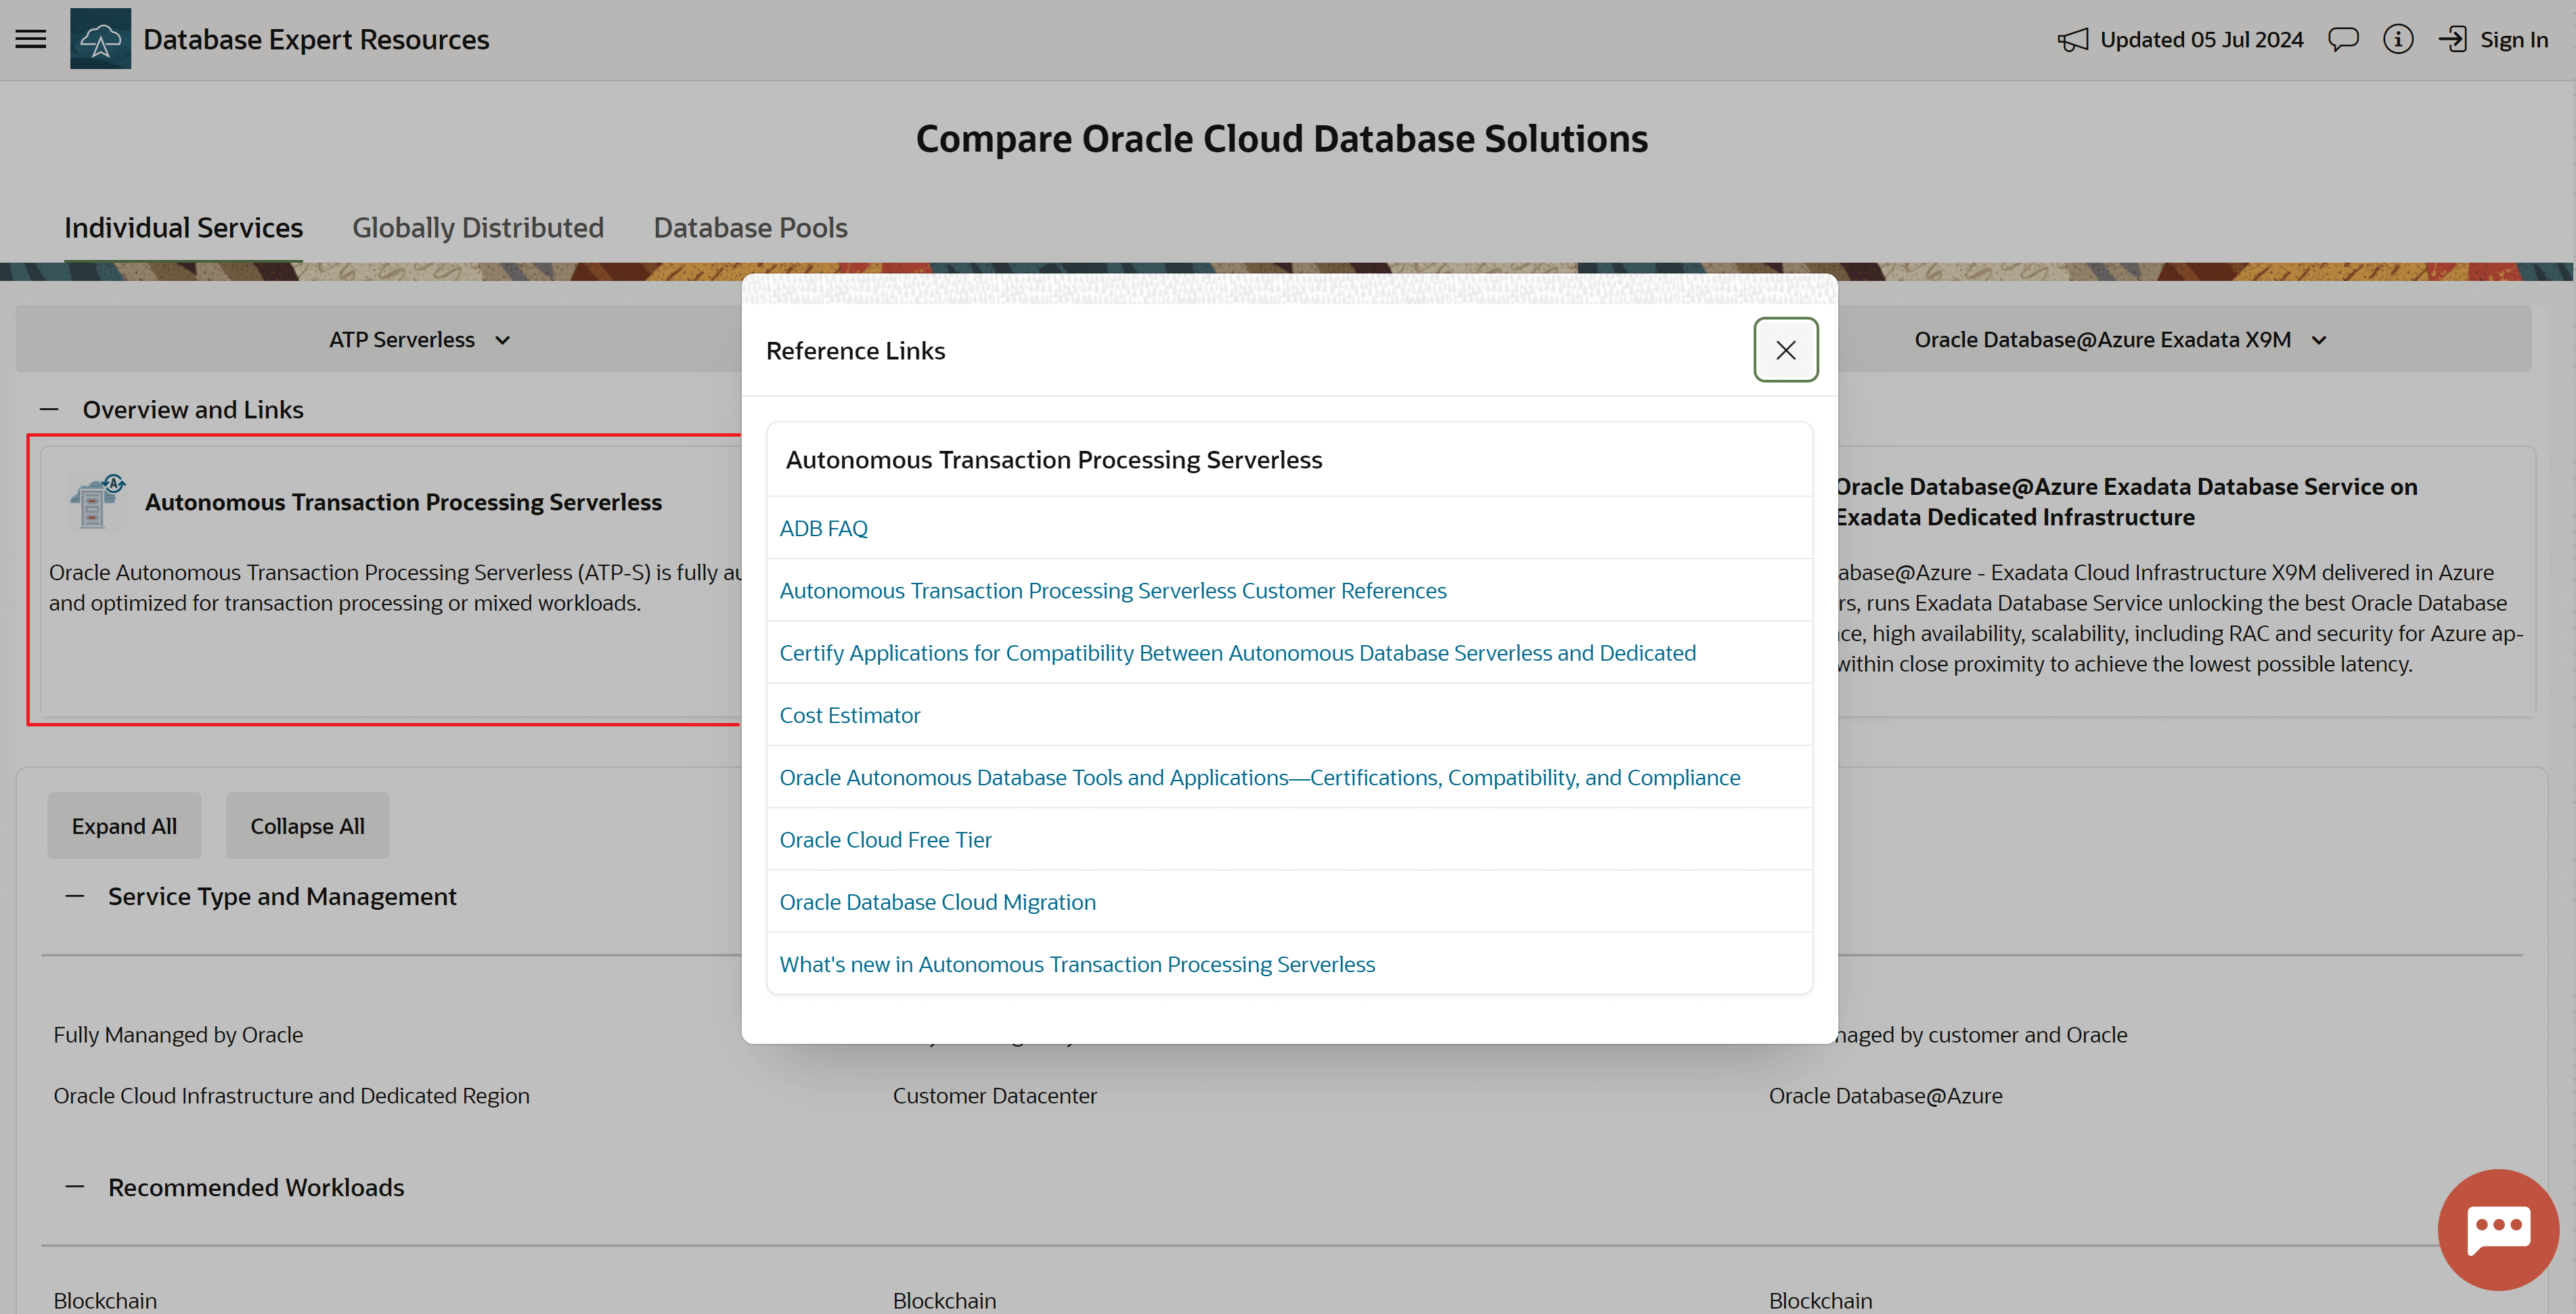 Database Expert Resources
Updated 05 Jul 2024
Sign In
Compare Oracle Cloud Database Solutions
Individual Services
Globally Distributed
Database Pools
ATP Serverless
Oracle Database@Azure Exadata X9M
Overview and Links
Autonomous Transaction Processing Serverless
Oracle Autonomous Transaction Processing Serverless (ATP-S) is fully au
and optimized for transaction processing or mixed workloads.
Reference Links
Autonomous Transaction Processing Serverless
ADB FAQ
Autonomous Transaction Processing Serverless Customer References
Certify Applications for Compatibility Between Autonomous Database Serverless and Dedicated
Cost Estimator
Oracle Autonomous Database Tools and Applications—Certifications, Compatibility, and Compliance
Oracle Cloud Free Tier
Oracle Database Cloud Migration
What's new in Autonomous Transaction Processing Serverless
Oracle Database@Azure Exadata Database Service on
Exadata Dedicated Infrastructure
abase@Azure - Exadata Cloud Infrastructure X9M delivered in Azure
rs, runs Exadata Database Service unlocking the best Oracle Database
ce, high availability, scalability, including RAC and security for Azure ap-
within close proximity to achieve the lowest possible latency.
Expand All
Collapse All
Service Type and Management
Fully Mananged by Oracle
naged by customer and Oracle
Oracle Cloud Infrastructure and Dedicated Region
Customer Datacenter
Oracle Database@Azure
Recommended Workloads
Blockchain
Blockchain
Blockchain